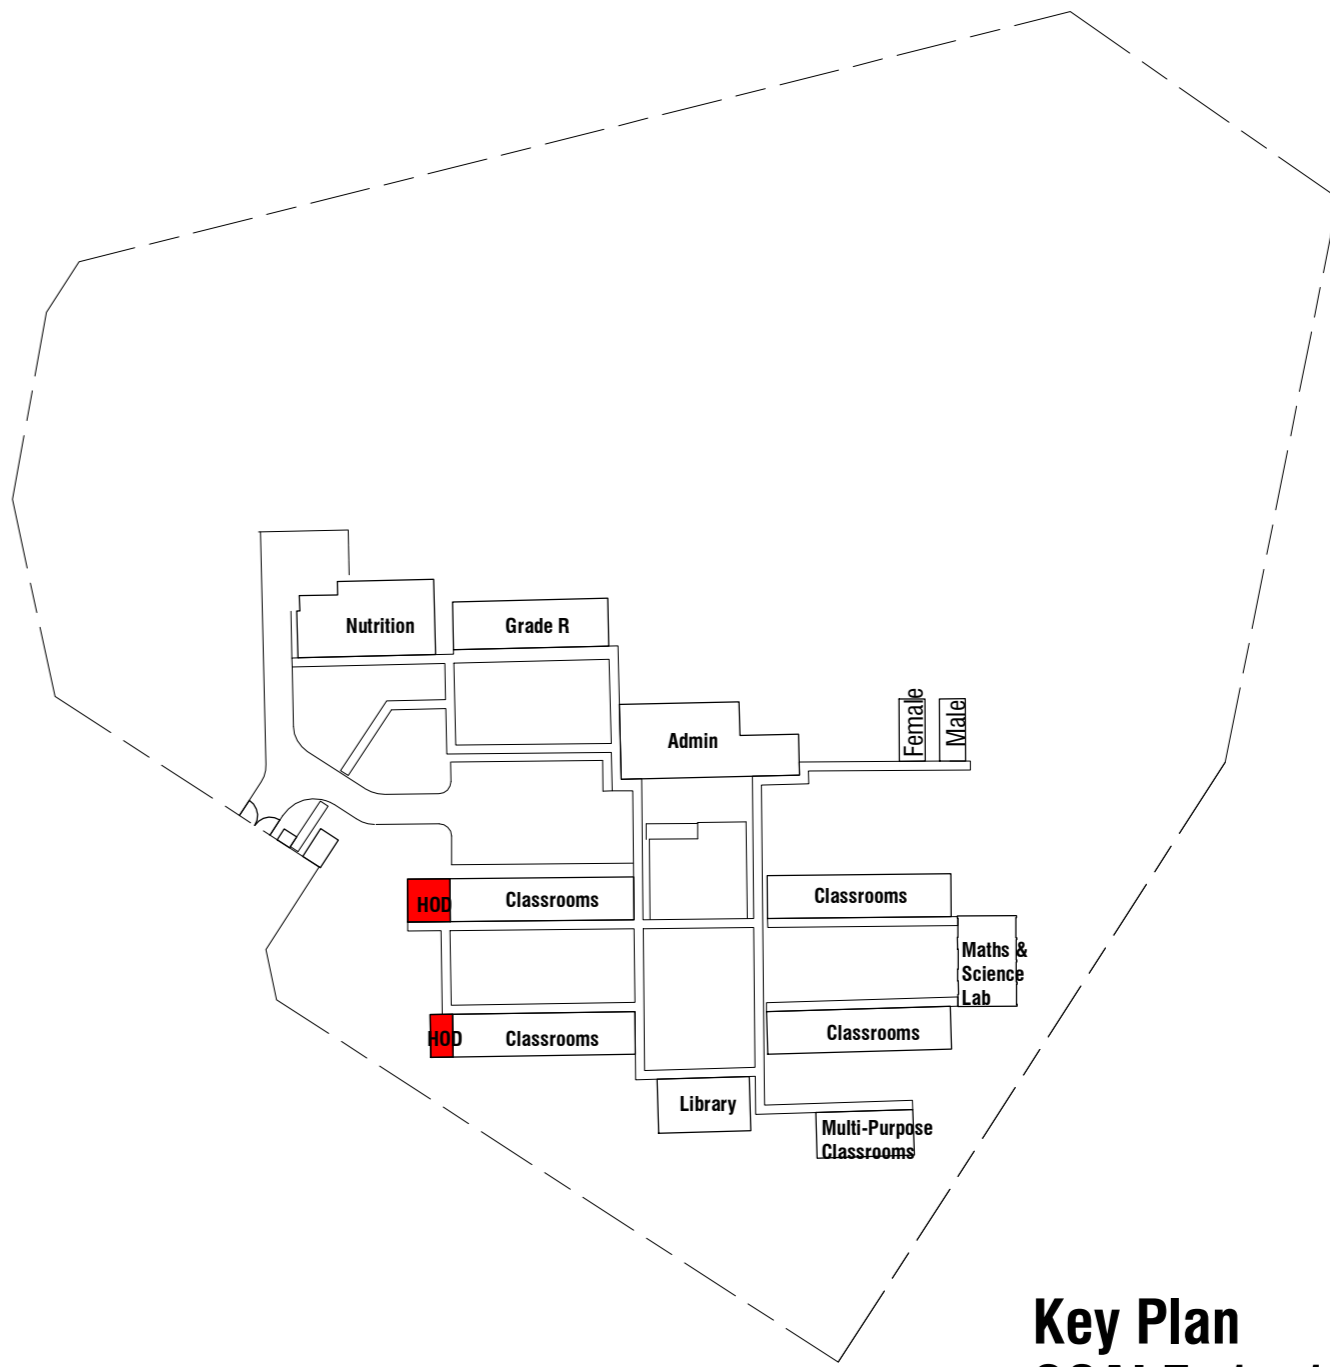 Nutrition
Grade R
Female
Male
Admin
HOD
Classrooms
Classrooms
Maths &
Science
Lab
HOD
Classrooms
Classrooms
Library
Multi-Purpose
Classrooms
Key Plan